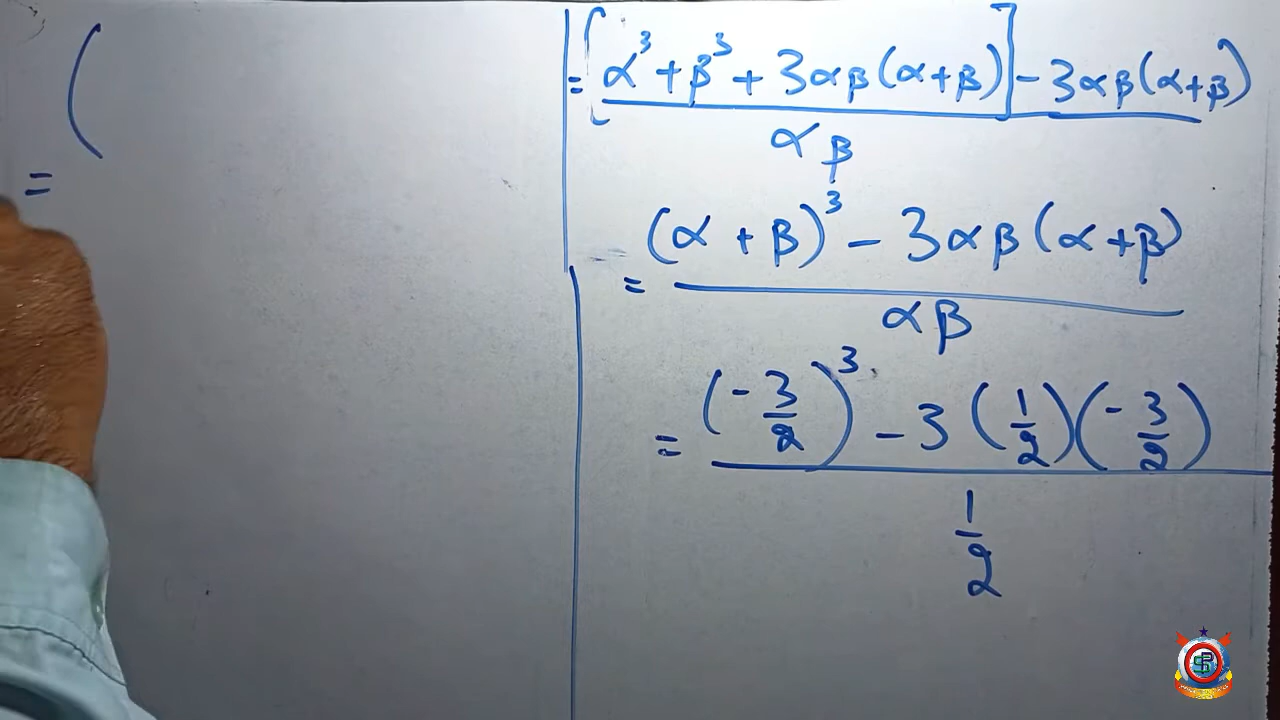 = [α³ + β³ + 3αβ(α+β)] - 3αβ(α+β)
αβ
= (α + β)³ - 3αβ(α+β)
αβ
= (-3/2)³ - 3(1/2)(-3/2)
1/2
= (